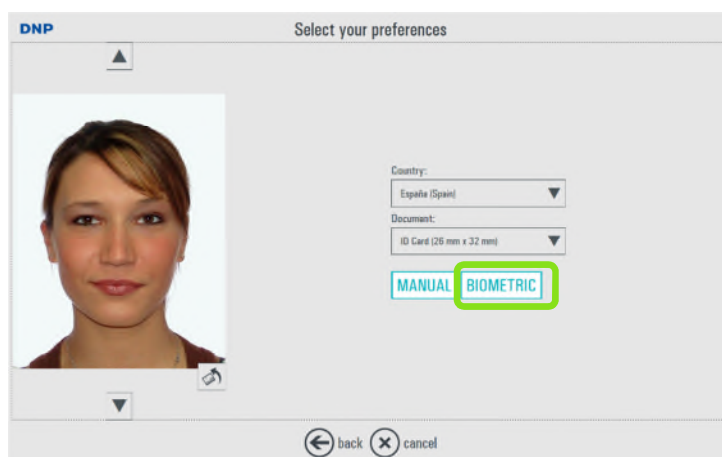 DNP
Select your preferences
Country:
España (Spain)
Document:
ID Card (26 mm x 32 mm)
MANUAL BIOMETRIC
back cancel